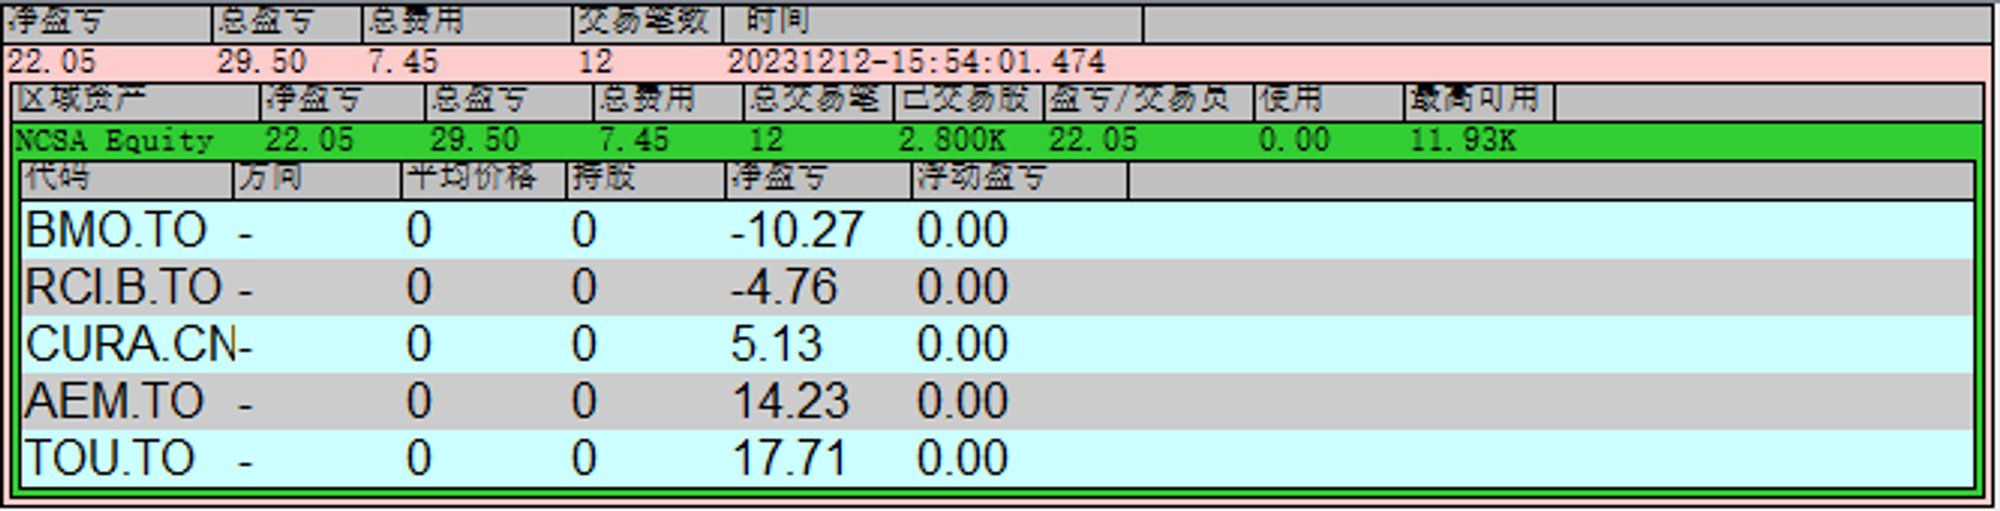 净盈亏 总盈亏 总费用 交易笔数 时间
22.05 29.50 7.45 12 20231212-15:54:01.474
区域资产 净盈亏 总盈亏 总费用 总交易笔 已交易股 盈亏/交易员 使用 最高可用
NCSA Equity 22.05 29.50 7.45 12 2.800K 22.05 0.00 11.93K
代码 方向 平均价格 持股 净盈亏 浮动盈亏
BMO.TO - 0 0 -10.27 0.00
RCI.B.TO - 0 0 -4.76 0.00
CURA.CN - 0 0 5.13 0.00
AEM.TO - 0 0 14.23 0.00
TOU.TO - 0 0 17.71 0.00